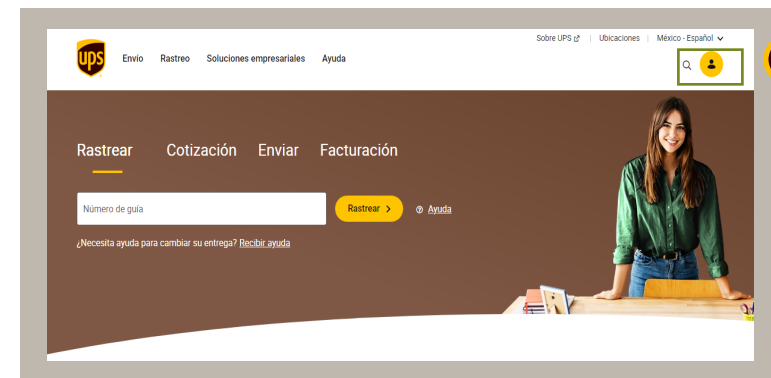 Sobre UPS | Ubicaciones | México - Español
ups Envío Rastreo Soluciones empresariales Ayuda
Rastrear Cotización Enviar Facturación
Número de guía Rastrear > Ayuda
¿Necesita ayuda para cambiar su entrega? Recibir ayuda